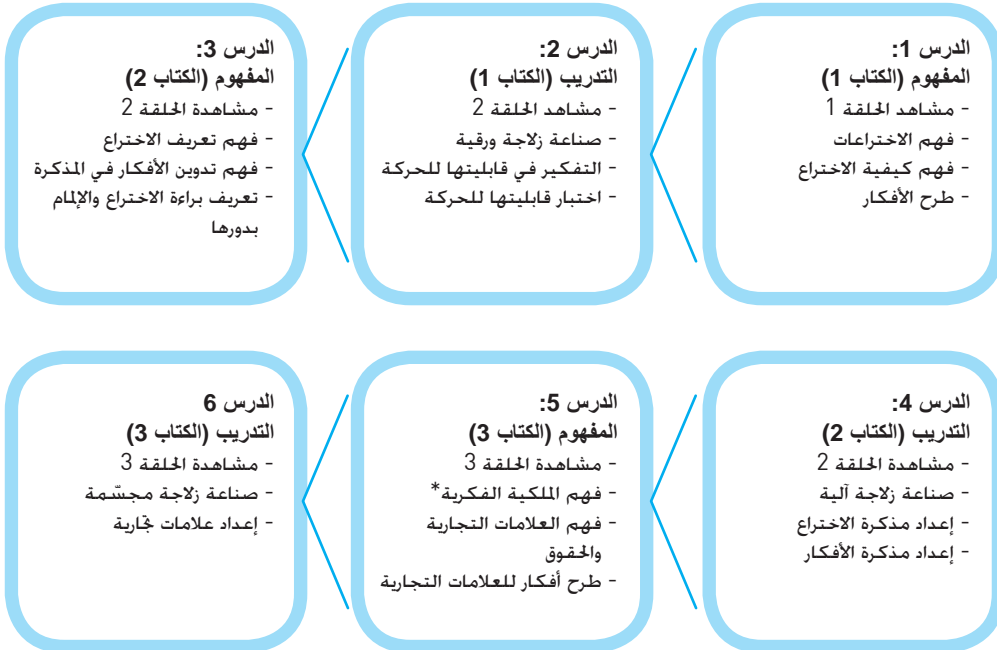 الدرس 1:
المفهوم (الكتاب 1)
- مشاهد الحلقة 1
- فهم الاختراعات
- فهم كيفية الاختراع
- طرح الأفكار
الدرس 2:
التدريب (الكتاب 1)
- مشاهد الحلقة 2
- صناعة زلاجة ورقية
- التفكير في قابليتها للحركة
- اختبار قابليتها للحركة
الدرس 3:
المفهوم (الكتاب 2)
- مشاهدة الحلقة 2
- فهم تعريف الاختراع
- فهم تدوين الأفكار في المذكرة
- تعريف براءة الاختراع والإلمام
بدورها
الدرس 4:
التدريب (الكتاب 2)
- مشاهدة الحلقة 2
- صناعة زلاجة آلية
- إعداد مذكرة الاختراع
- إعداد مذكرة الأفكار
الدرس 5:
المفهوم (الكتاب 3)
- مشاهدة الحلقة 3
- فهم الملكية الفكرية*
- فهم العلامات التجارية
والحقوق
- طرح أفكار للعلامات التجارية
الدرس 6
التدريب (الكتاب 3)
- مشاهدة الحلقة 3
- صناعة زلاجة مجسّمة
- إعداد علامات تجارية